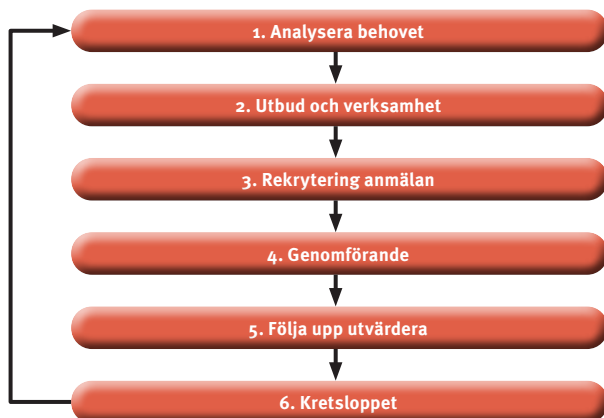 1. Analysera behovet
2. Utbud och verksamhet
3. Rekrytering anmälan
4. Genomförande
5. Följa upp utvärdera
6. Kretsloppet